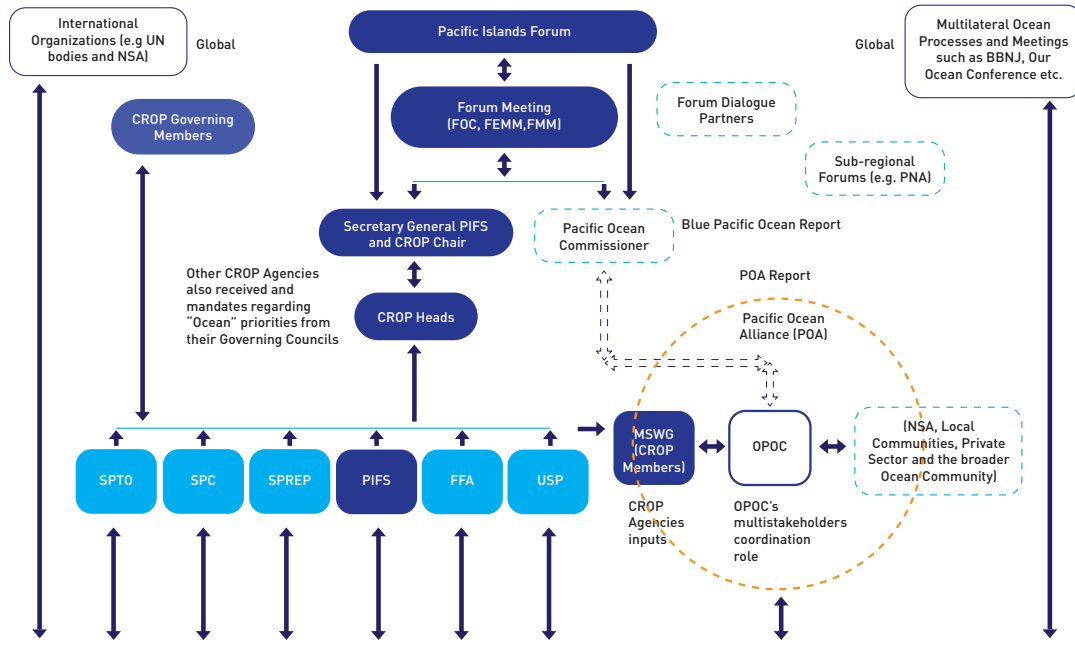 International
Organizations (e.g UN
bodies and NSA)
Global
Pacific Islands Forum
Global
Multilateral Ocean
Processes and Meetings
such as BBNJ, Our
Ocean Conference etc.
CROP Governing
Members
Forum Meeting
(FOC, FEMM,FMM)
Forum Dialogue
Partners
Sub-regional
Forums (e.g. PNA)
Secretary General PIFS
and CROP Chair
Pacific Ocean
Commissioner
Blue Pacific Ocean Report
Other CROP Agencies
also received and
mandates regarding
“Ocean” priorities from
their Governing Councils
CROP Heads
POA Report
Pacific Ocean
Alliance (POA)
SPTO
SPC
SPREP
PIFS
FFA
USP
MSWG
(CROP
Members)
OPOC
(NSA, Local
Communities, Private
Sector and the broader
Ocean Community)
CROP
Agencies
inputs
OPOC’s
multistakeholders
coordination
role